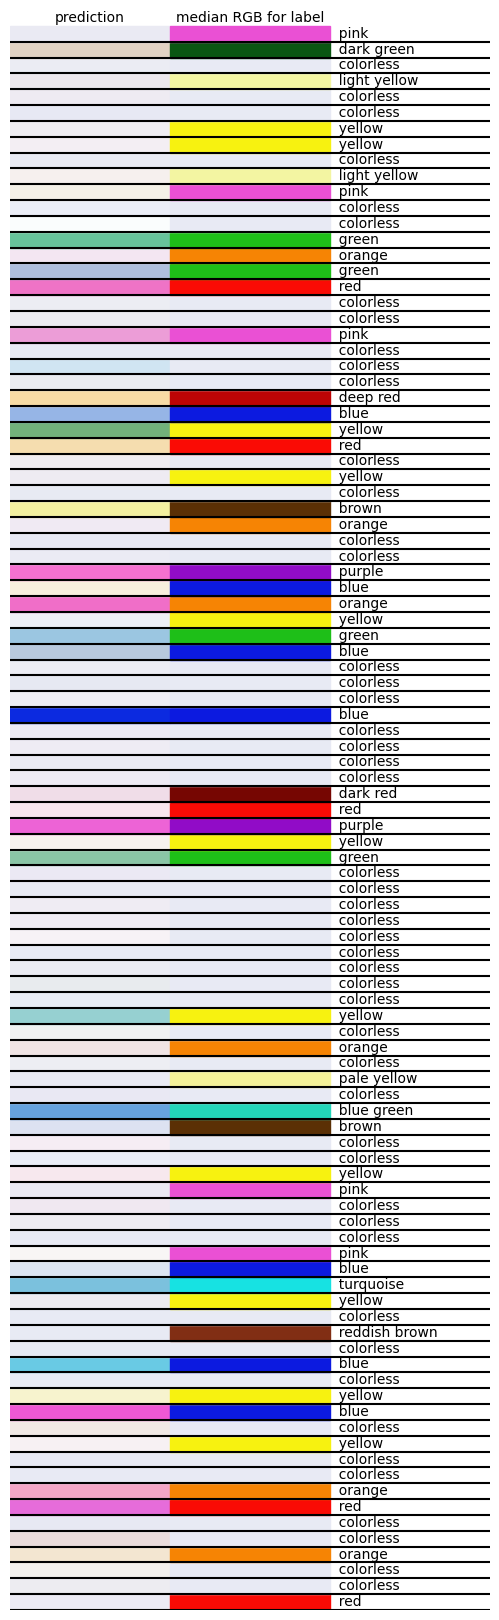 prediction median RGB for label
pink
dark green
colorless
light yellow
colorless
colorless
yellow
yellow
colorless
light yellow
pink
colorless
colorless
green
orange
green
red
colorless
colorless
pink
colorless
colorless
colorless
deep red
blue
yellow
red
colorless
yellow
colorless
brown
orange
colorless
colorless
purple
blue
orange
yellow
green
blue
colorless
colorless
colorless
blue
colorless
colorless
colorless
colorless
dark red
red
purple
yellow
green
colorless
colorless
colorless
colorless
colorless
colorless
colorless
colorless
colorless
yellow
colorless
orange
colorless
pale yellow
colorless
blue green
brown
colorless
colorless
yellow
pink
colorless
colorless
colorless
pink
blue
turquoise
yellow
colorless
reddish brown
colorless
blue
colorless
yellow
blue
colorless
yellow
colorless
colorless
orange
red
colorless
colorless
orange
colorless
colorless
red